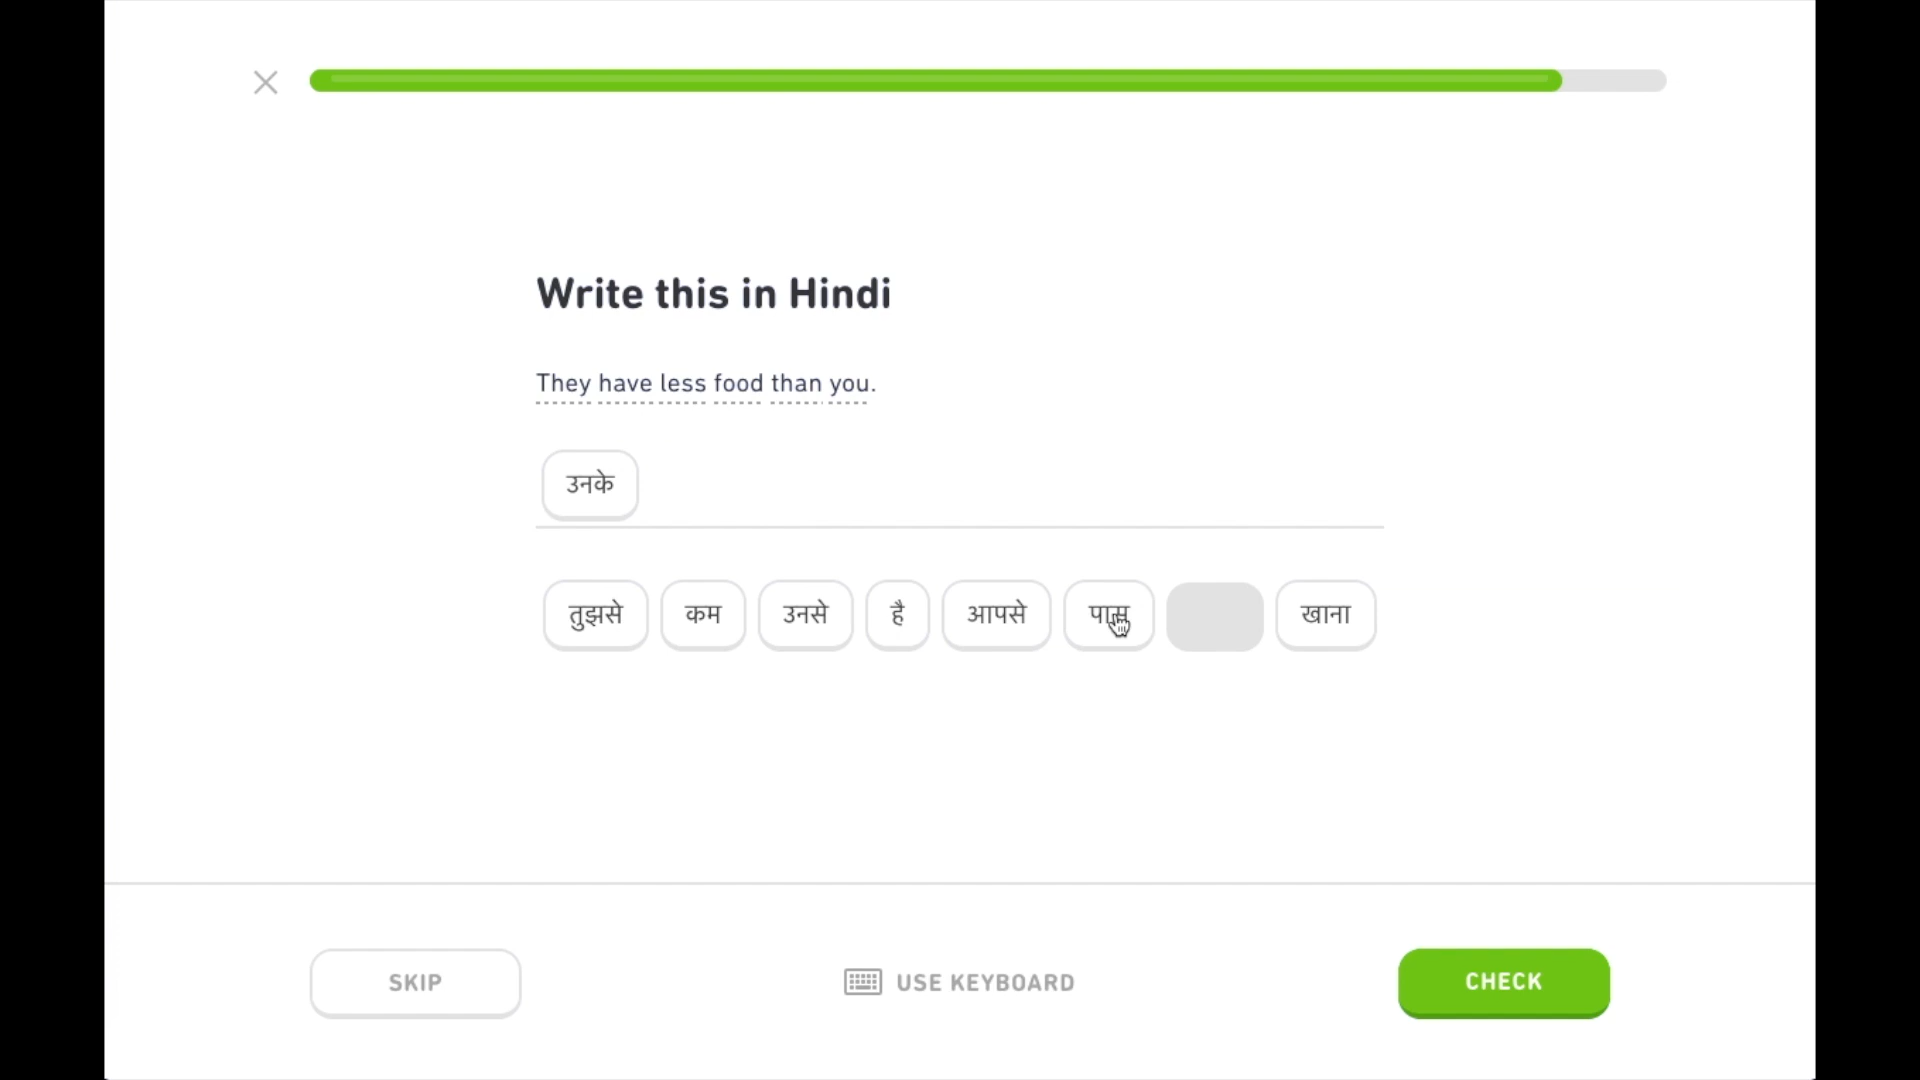 Write this in Hindi
They have less food than you.
उनके
तुझसे कम उनसे है आपसे पास खाना
SKIP USE KEYBOARD CHECK